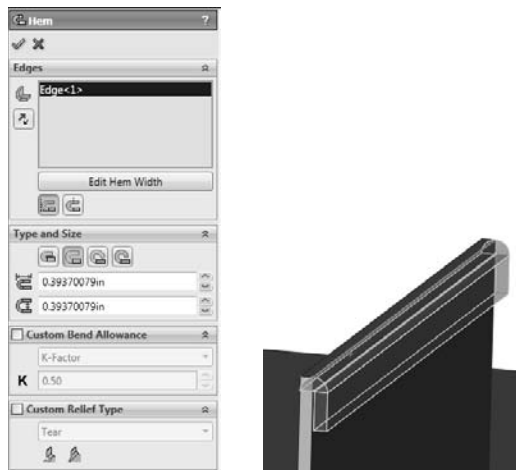 Hem ?
Edges
Edge<1>
Edit Hem Width
Type and Size
0.39370079in
0.39370079in
Custom Bend Allowance
K-Factor
K 0.50
Custom Relief Type
Tear